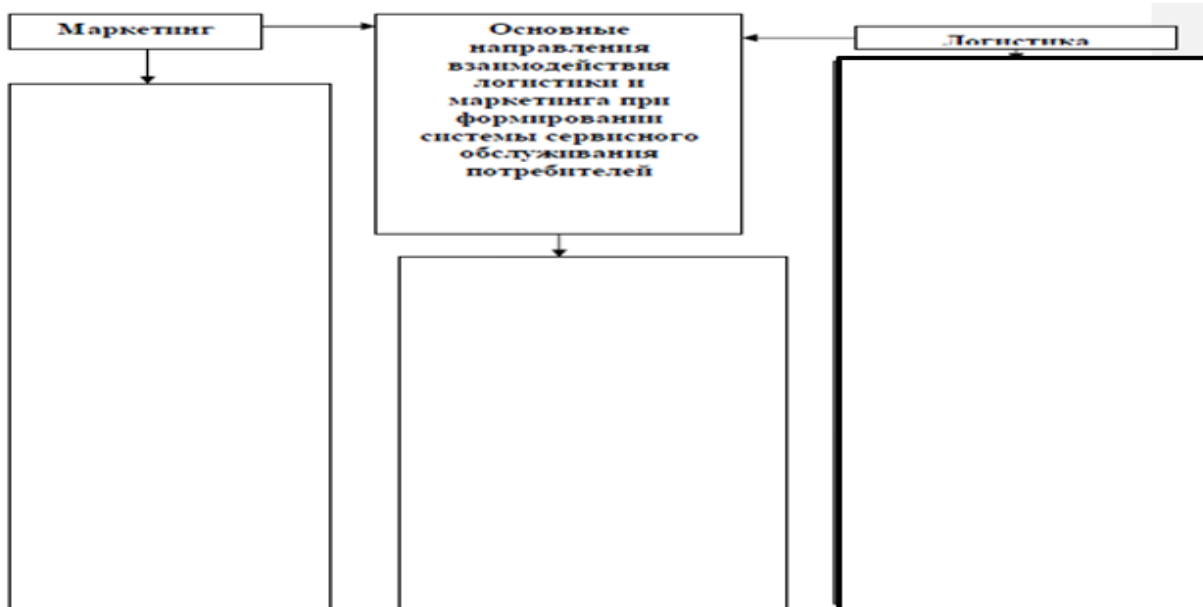 Маркетинг
Основные
направления
взаимодействия
логистики и
маркетинга при
формировании
системы сервисного
обслуживания
потребителей
Логистика